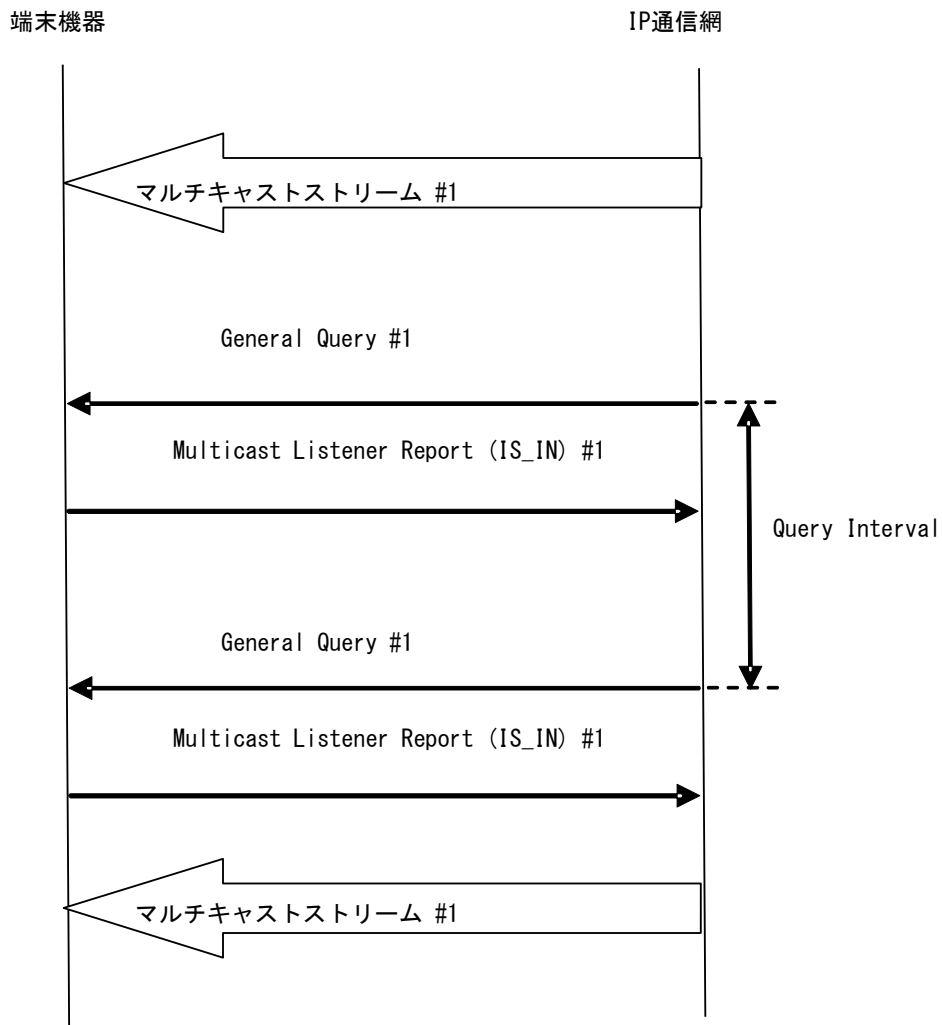 端末機器
IP通信網
マルチキャストストリーム #1
General Query #1
Multicast Listener Report (IS_IN) #1
Query Interval
General Query #1
Multicast Listener Report (IS_IN) #1
マルチキャストストリーム #1